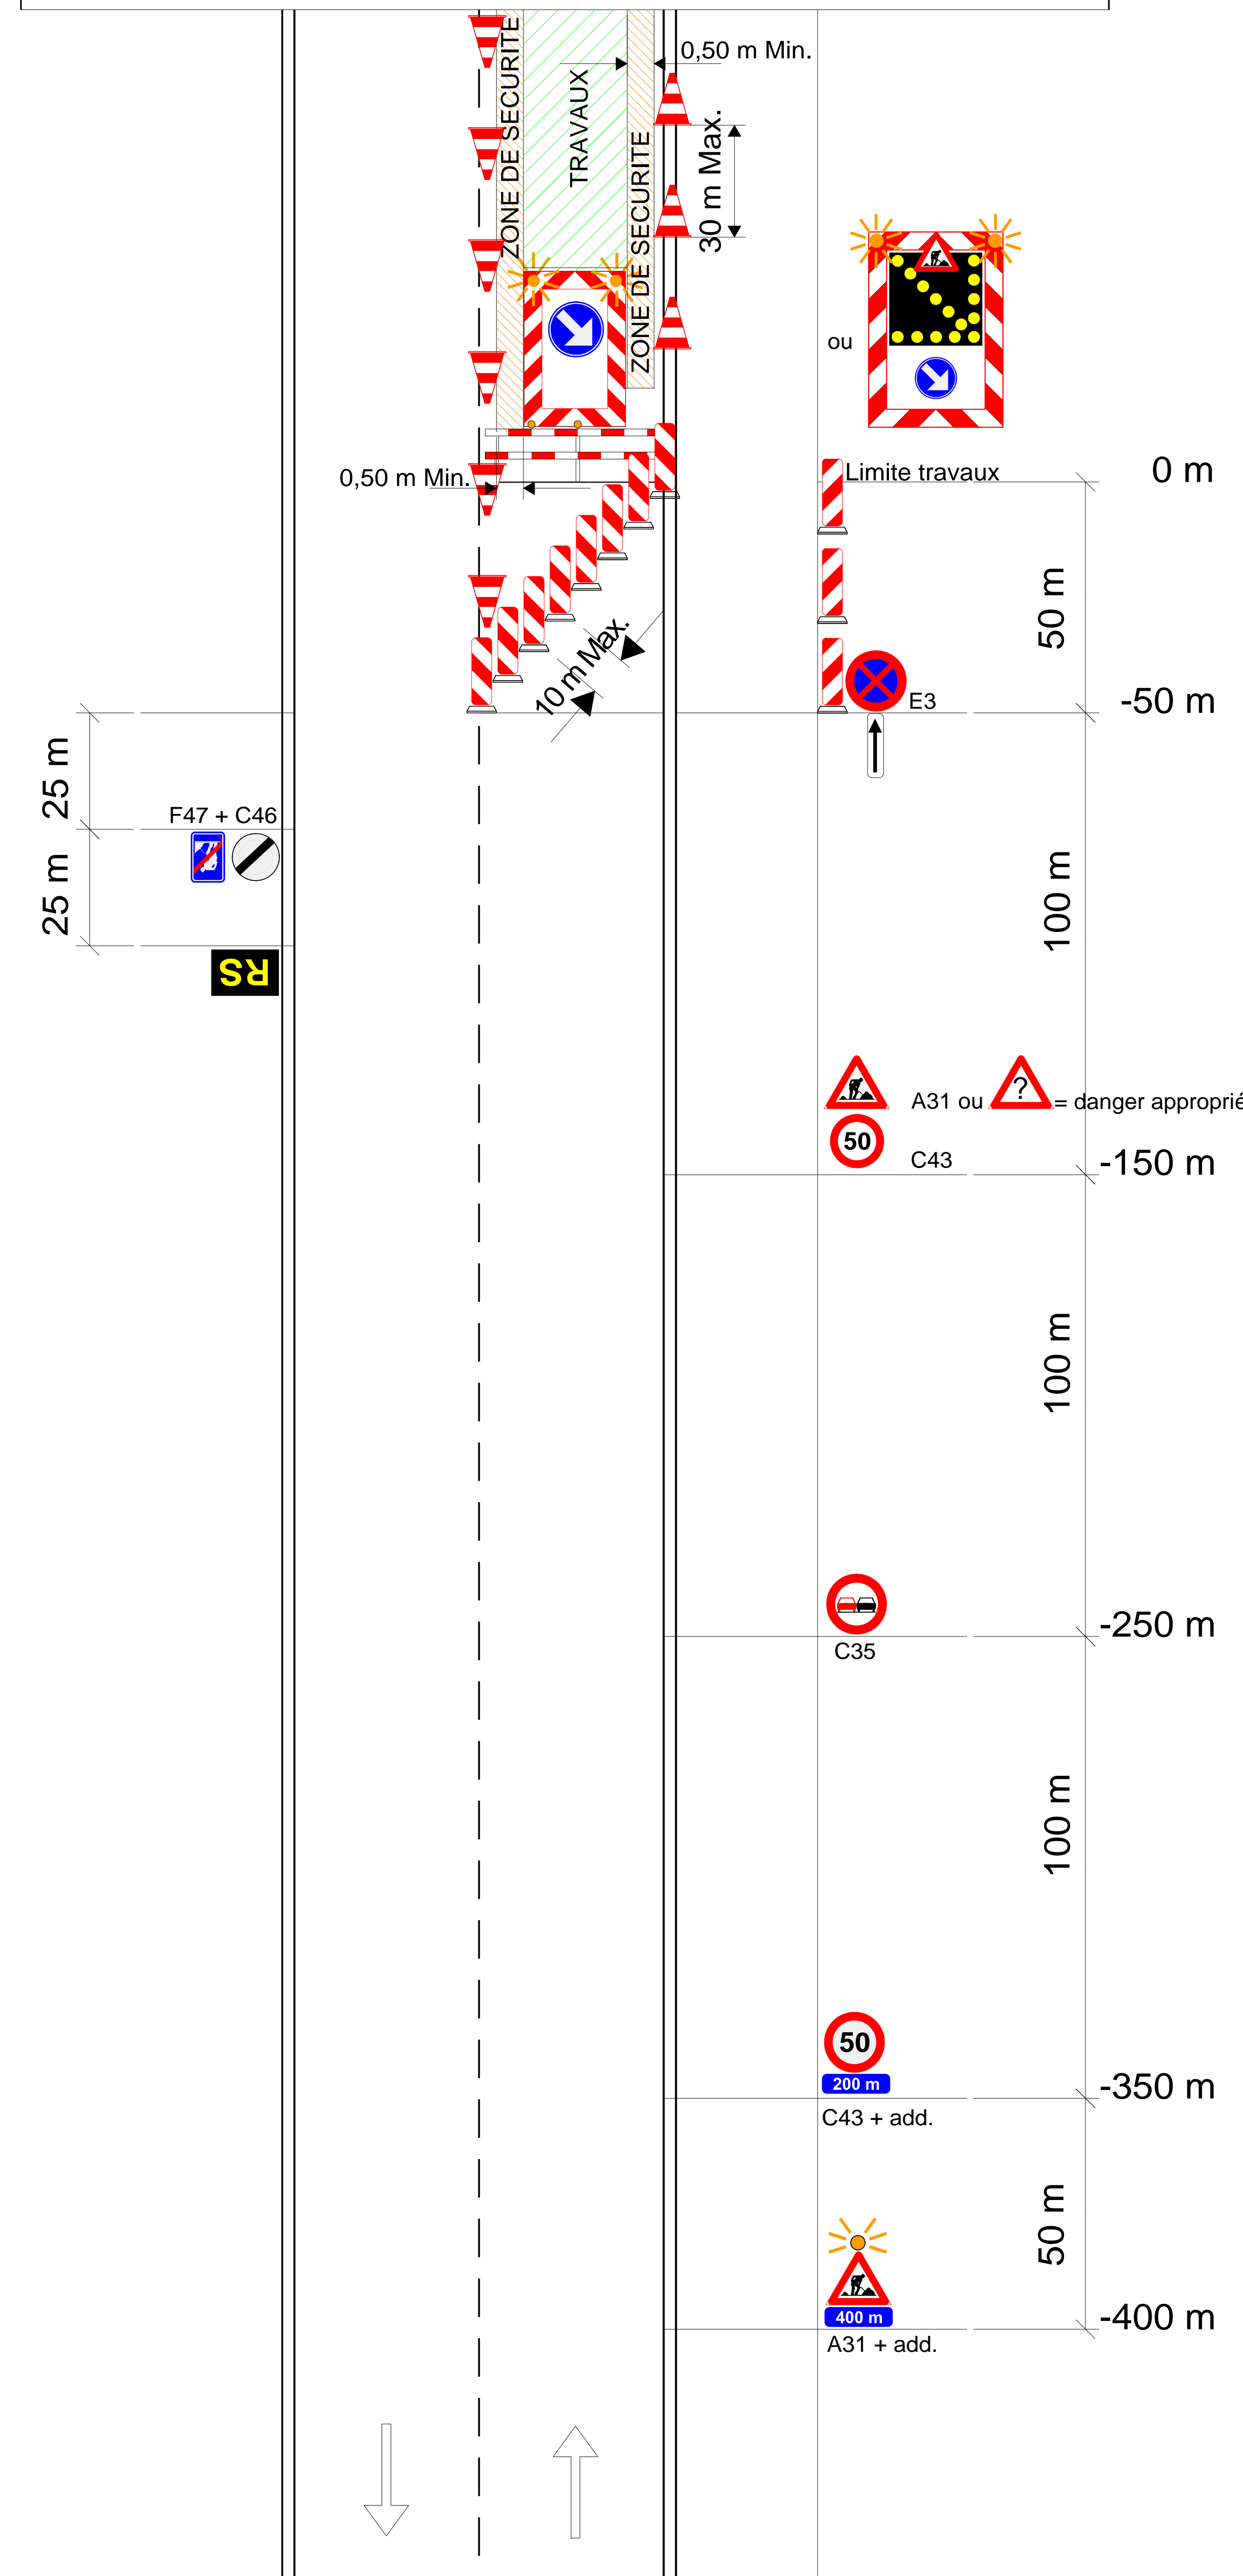 0,50 m Min.
ZONE DE SECURITE
TRAVAUX
ZONE DE SECURITE
30 m Max.
ou
0,50 m Min.
Limite travaux
0 m
50 m
10 m Max.
E3
-50 m
25 m
F47 + C46
25 m
100 m
RS
A31 ou ? = danger approprié
50
C43
-150 m
100 m
-250 m
C35
100 m
50
200 m
-350 m
C43 + add.
50 m
400 m
-400 m
A31 + add.